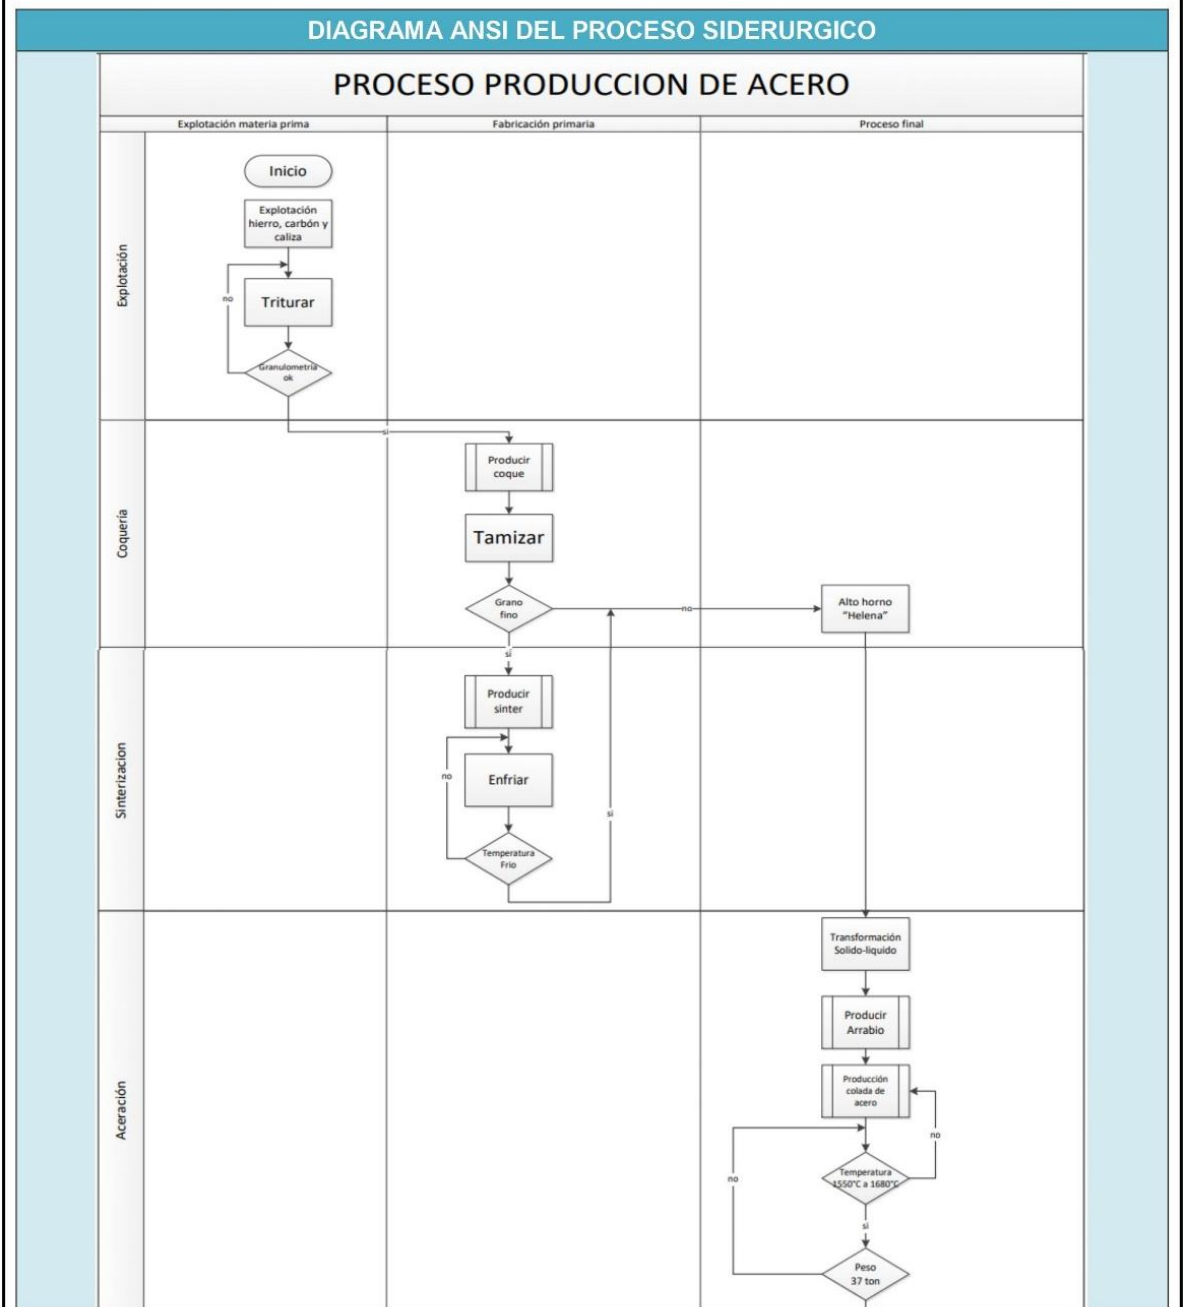 DIAGRAMA ANSI DEL PROCESO SIDERURGICO
PROCESO PRODUCCION DE ACERO
Explotación materia prima
Fabricación primaria
Proceso final
Explotación
Inicio
Explotación
hierro, carbón y
caliza
no
Triturar
Granulometría
ok
si
Coquería
Producir
coque
Tamizar
Grano
fino
no
Alto horno
"Helena"
sí
Sinterizacion
Producir
sinter
no
Enfriar
si
Temperatura
Frio
Aceración
Transformación
Solido-liquido
Producir
Arrabio
Producción
colada de
acero
no
no
Temperatura
1550°C a 1680°C
si
Peso
37 ton